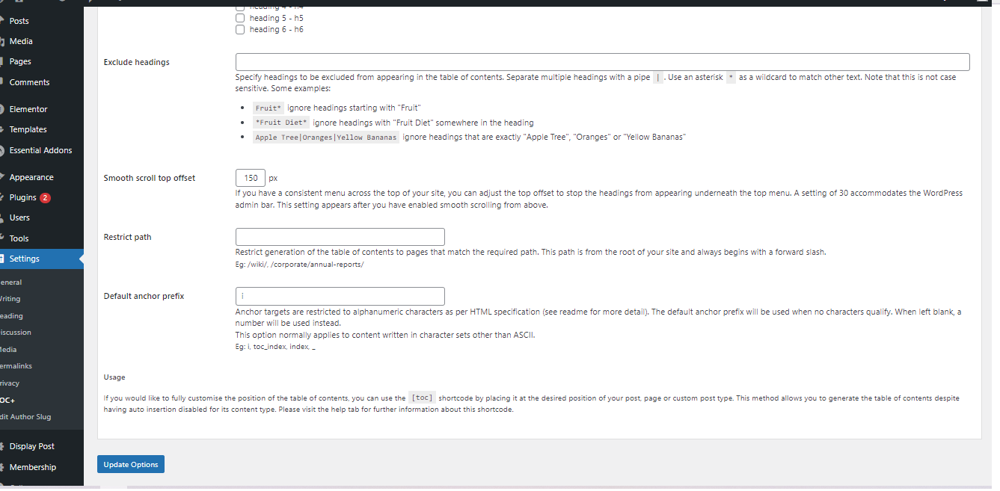 Posts
Media
Pages
Comments
Elementor
Templates
Essential Addons
Appearance
Plugins 2
Users
Tools
Settings
eneral
riting
eading
iscussion
edia
ermalinks
rivacy
OC+
dit Author Slug
Display Post
Membership
heading 4 - h4
heading 5 - h5
heading 6 - h6
Exclude headings
Specify headings to be excluded from appearing in the table of contents. Separate multiple headings with a pipe | . Use an asterisk * as a wildcard to match other text. Note that this is not case
sensitive. Some examples:
• Fruit* ignore headings starting with "Fruit"
• *Fruit Diet* ignore headings with "Fruit Diet" somewhere in the heading
• Apple Tree|Oranges|Yellow Bananas ignore headings that are exactly "Apple Tree", "Oranges" or "Yellow Bananas"
Smooth scroll top offset
150 px
If you have a consistent menu across the top of your site, you can adjust the top offset to stop the headings from appearing underneath the top menu. A setting of 30 accommodates the WordPress
admin bar. This setting appears after you have enabled smooth scrolling from above.
Restrict path
Restrict generation of the table of contents to pages that match the required path. This path is from the root of your site and always begins with a forward slash.
Eg: /wiki/, /corporate/annual-reports/
Default anchor prefix
i
Anchor targets are restricted to alphanumeric characters as per HTML specification (see readme for more detail). The default anchor prefix will be used when no characters qualify. When left blank, a
number will be used instead.
This option normally applies to content written in character sets other than ASCII.
Eg: i, toc_index, index, _
Usage
If you would like to fully customise the position of the table of contents, you can use the [toc] shortcode by placing it at the desired position of your post, page or custom post type. This method allows you to generate the table of contents despite
having auto insertion disabled for its content type. Please visit the help tab for further information about this shortcode.
Update Options